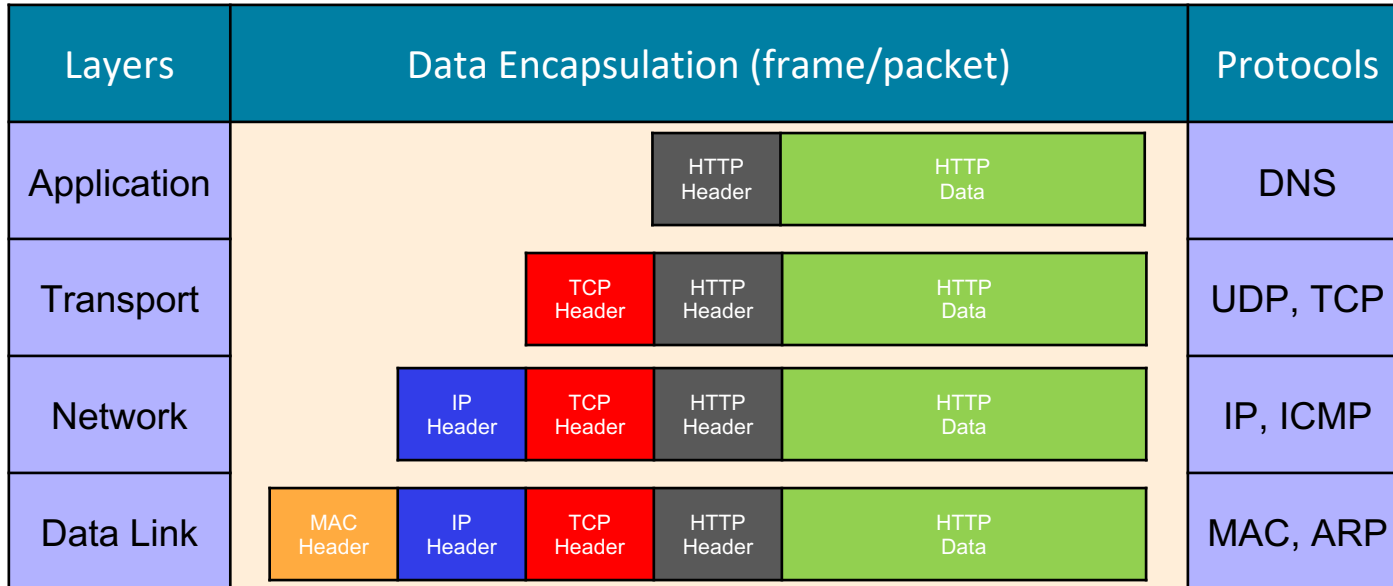 Layers Data Encapsulation (frame/packet) Protocols
Application
HTTP
Header
HTTP
Data
DNS
Transport
TCP
Header
HTTP
Header
HTTP
Data
UDP, TCP
Network
IP
Header
TCP
Header
HTTP
Header
HTTP
Data
IP, ICMP
Data Link
MAC
Header
IP
Header
TCP
Header
HTTP
Header
HTTP
Data
MAC, ARP